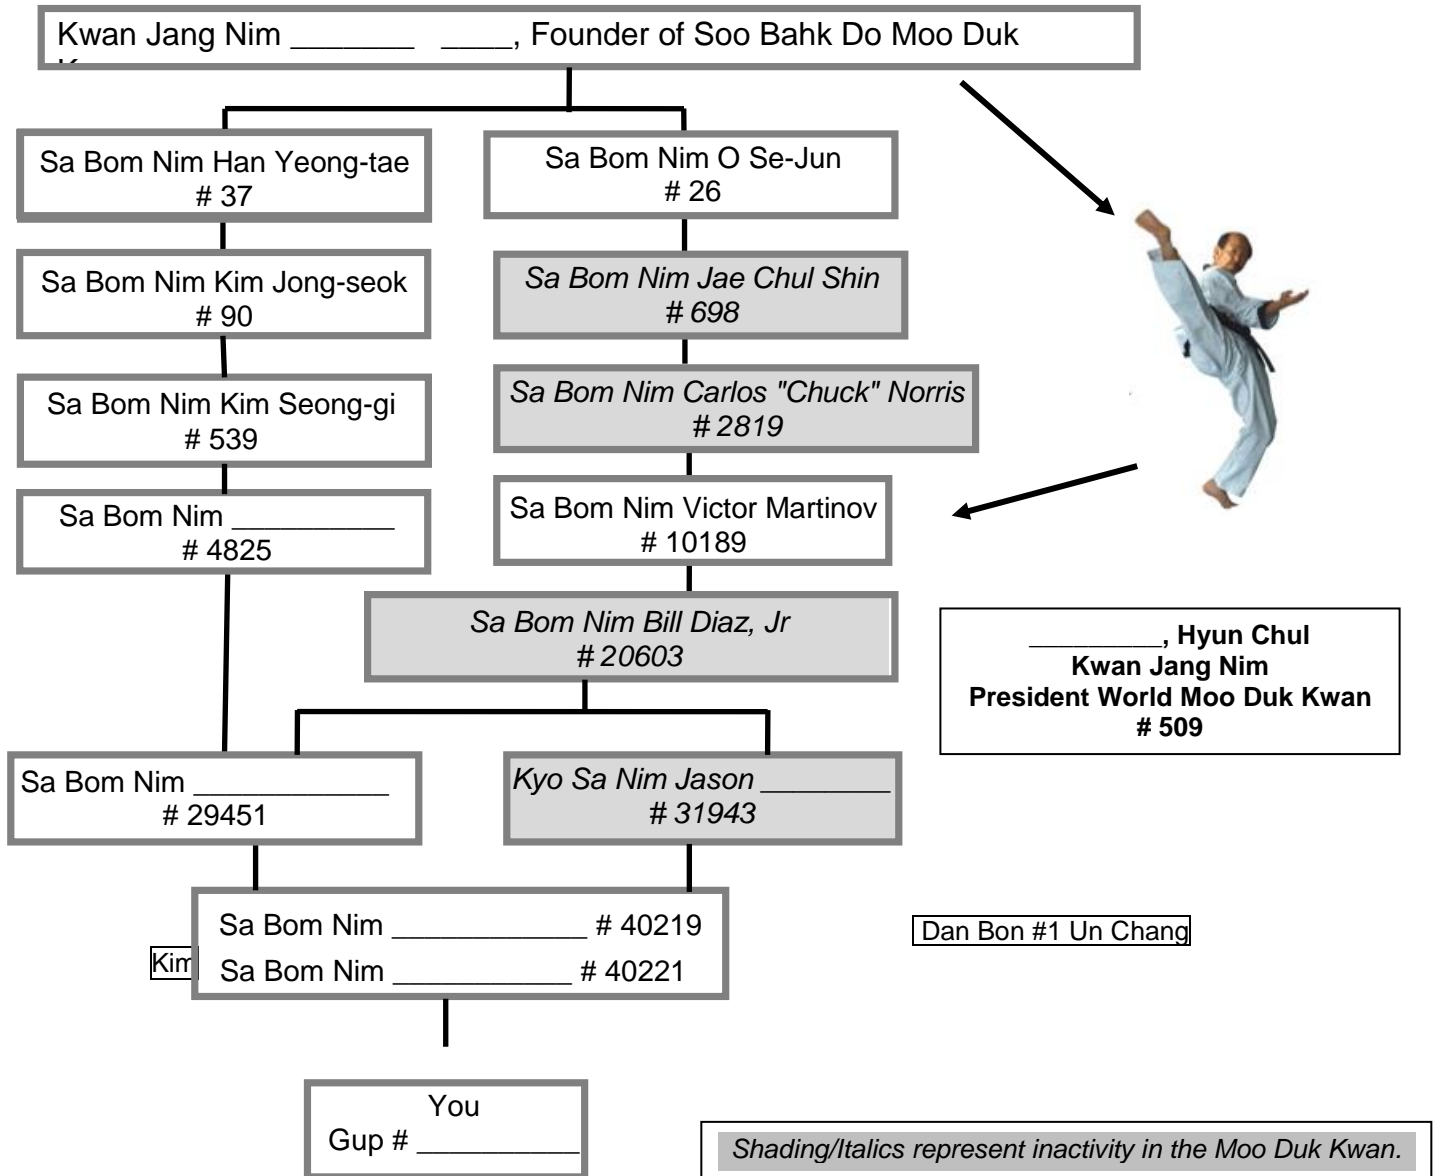 Kwan Jang Nim _______ ____, Founder of Soo Bahk Do Moo Duk
Sa Bom Nim Han Yeong-tae
# 37
Sa Bom Nim O Se-Jun
# 26
Sa Bom Nim Kim Jong-seok
# 90
Sa Bom Nim Jae Chul Shin
# 698
Sa Bom Nim Kim Seong-gi
# 539
Sa Bom Nim Carlos "Chuck" Norris
# 2819
Sa Bom Nim __________
# 4825
Sa Bom Nim Victor Martinov
# 10189
Sa Bom Nim Bill Diaz, Jr
# 20603
_________, Hyun Chul
Kwan Jang Nim
President World Moo Duk Kwan
# 509
Sa Bom Nim ____________
# 29451
Kyo Sa Nim Jason ________
# 31943
Sa Bom Nim ____________ # 40219
Sa Bom Nim ___________ # 40221
Kim
Dan Bon #1 Un Chang
You
Gup # __________
Shading/Italics represent inactivity in the Moo Duk Kwan.